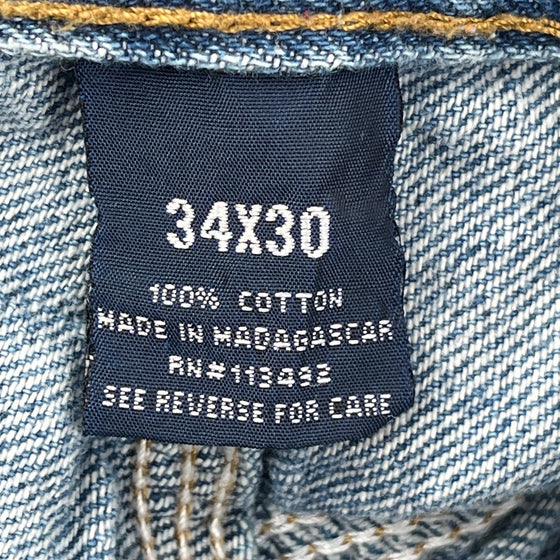 34X30
100% COTTON
MADE IN MADAGASCAR
RN#113492
SEE REVERSE FOR CARE